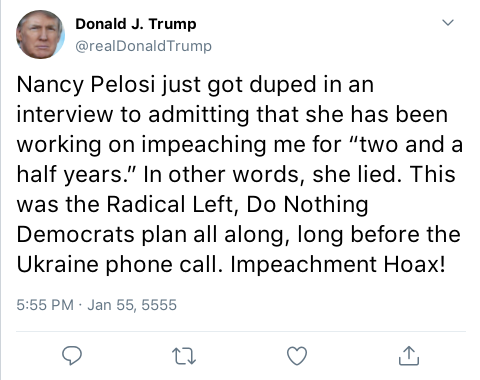 Donald J. Trump
@realDonaldTrump
Nancy Pelosi just got duped in an
interview to admitting that she has been
working on impeaching me for “two and a
half years.” In other words, she lied. This
was the Radical Left, Do Nothing
Democrats plan all along, long before the
Ukraine phone call. Impeachment Hoax!
5:55 PM · Jan 55, 5555